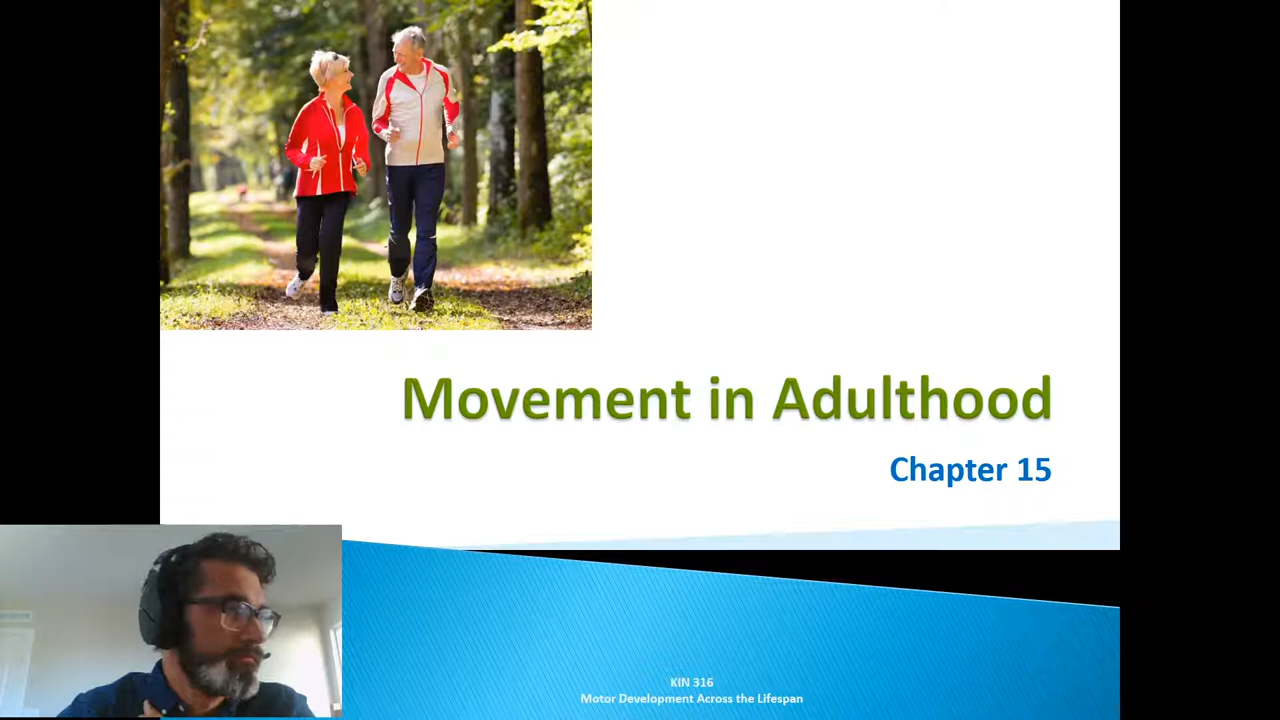 Movement in Adulthood
Chapter 15
KIN 316
Motor Development Across the Lifespan